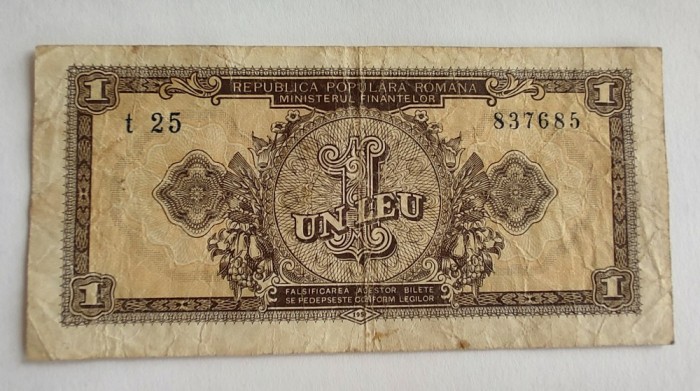 1 REPUBLICA POPULARA ROMANA 1
MINISTERUL FINANTELOR
t 25 837685
1
UN LEU
FALSIFICAREA ACESTOR BILETE
1 SE PEDEPSESTE CONFORM LEGILOR 1